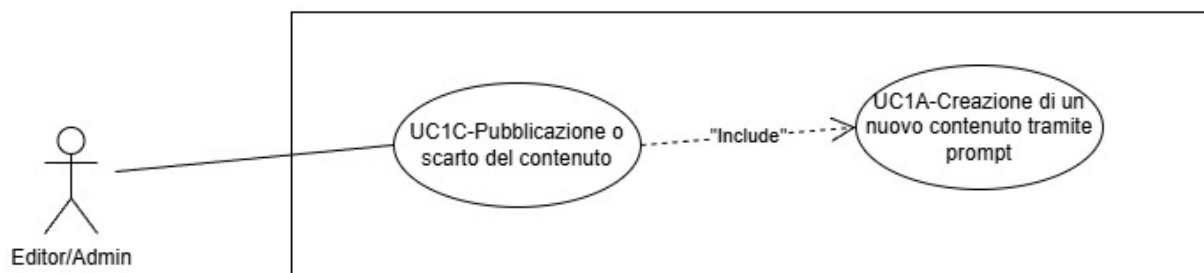 UC1C-Pubblicazione o
scarto del contenuto
"Include"
UC1A-Creazione di un
nuovo contenuto tramite
prompt
Editor/Admin